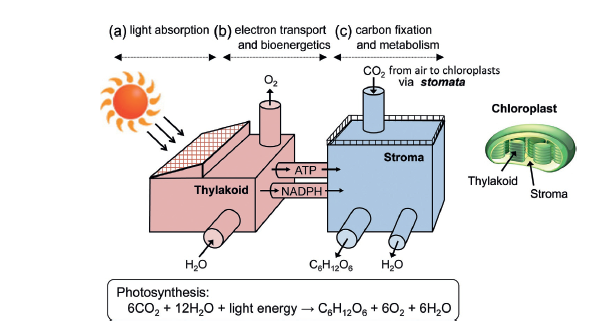 (a) light absorption (b) electron transport (c) carbon fixation
and bioenergetics and metabolism
CO₂ from air to chloroplasts
via stomata
O₂
Chloroplast
Stroma
ATP
Thylakoid
NADPH
Thylakoid
Stroma
H₂O
C₆H₁₂O₆
H₂O
Photosynthesis:
6CO₂ + 12H₂O + light energy → C₆H₁₂O₆ + 6O₂ + 6H₂O